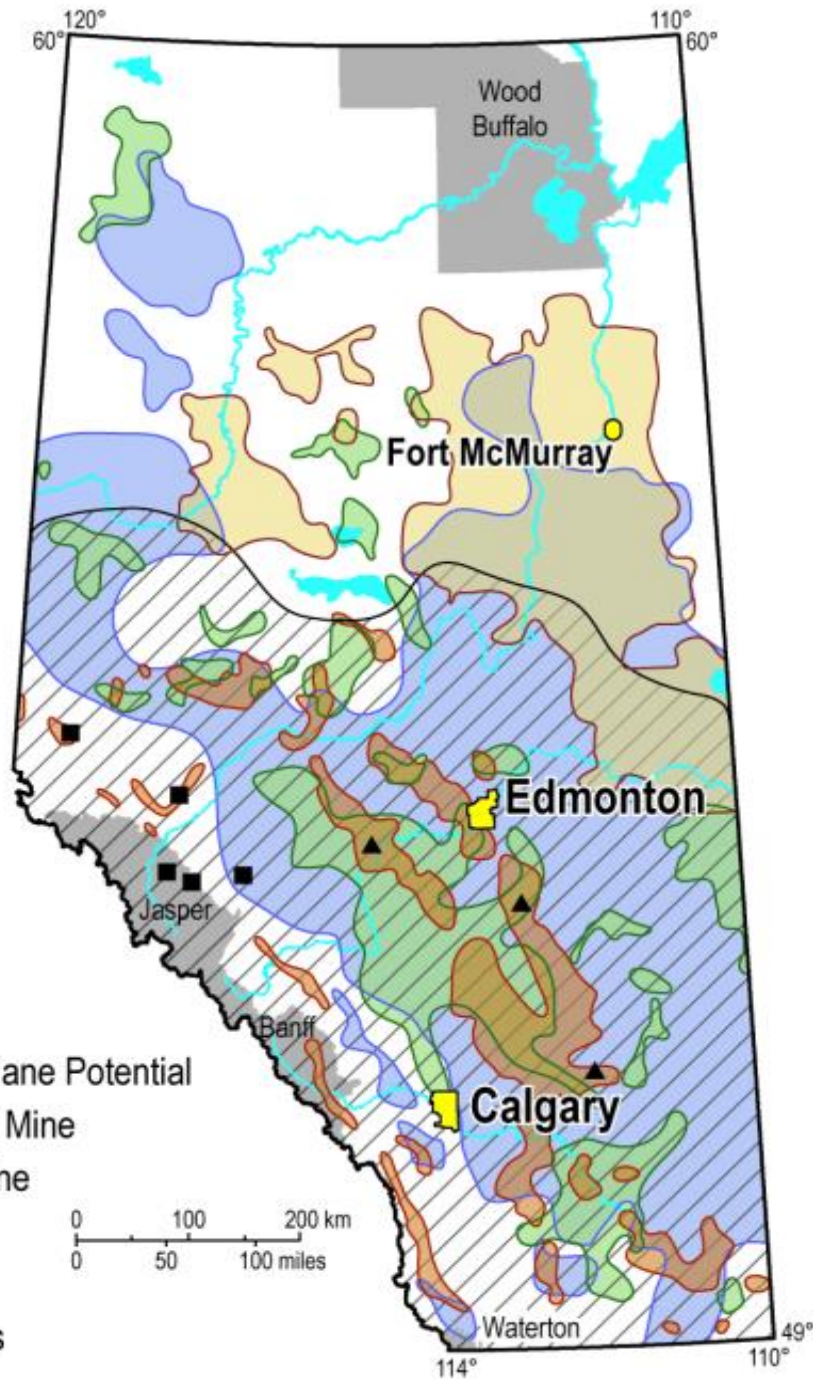 120°
110°
60°
60°
Wood
Buffalo
Fort McMurray
Edmonton
Jasper
Banff
ane Potential
Mine
Calgary
ne
0 100 200 km
0 50 100 miles
s
Waterton
49°
114°
110°